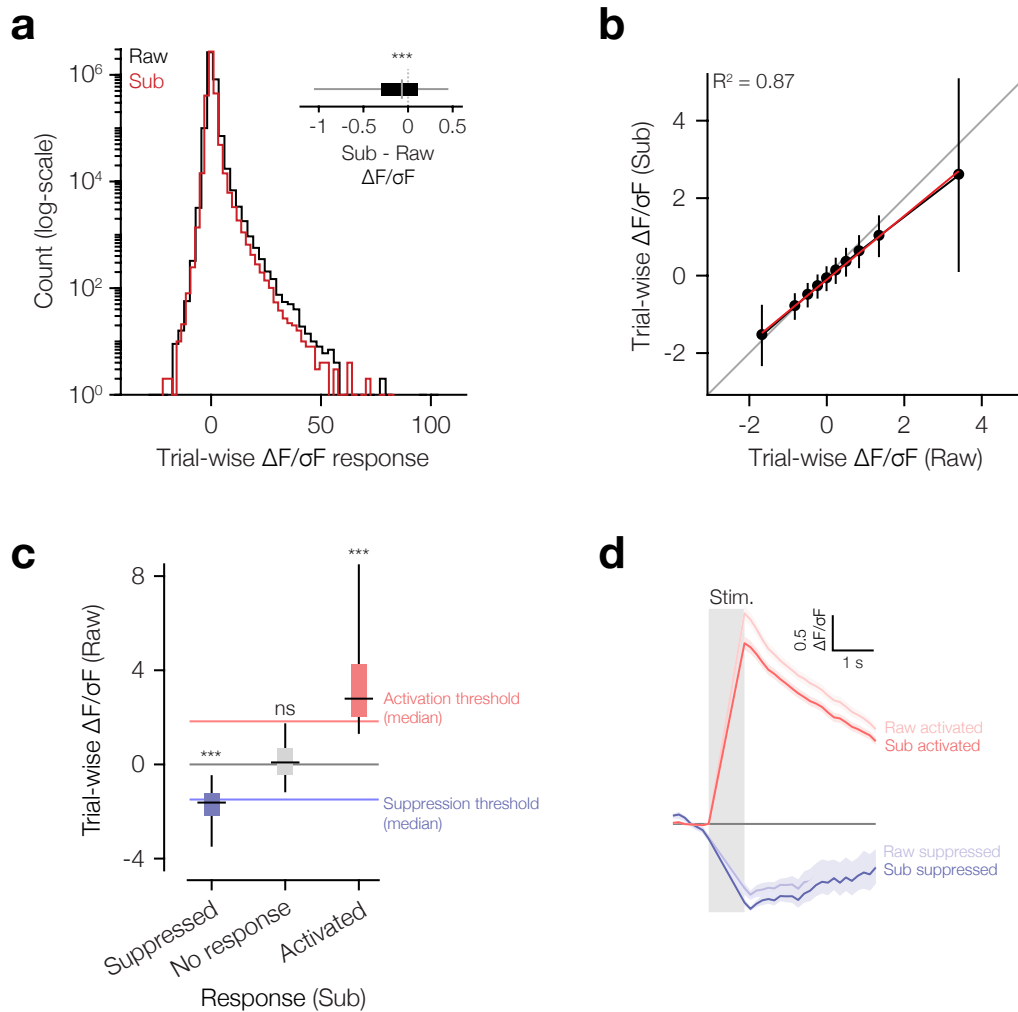 a
Raw
Sub
***
10⁶
10⁴
10²
10⁰
Count (log-scale)
0
50
100
Trial-wise ΔF/σF response
-1
-0.5
0
0.5
Sub - Raw
ΔF/σF
b
R² = 0.87
4
2
0
-2
Trial-wise ΔF/σF (Sub)
-2
0
2
4
Trial-wise ΔF/σF (Raw)
c
8
4
0
-4
Trial-wise ΔF/σF (Raw)
***
ns
***
Activation threshold
(median)
Suppression threshold
(median)
Suppressed
No response
Activated
Response (Sub)
d
Stim.
0.5
ΔF/σF
1 s
Raw activated
Sub activated
Raw suppressed
Sub suppressed